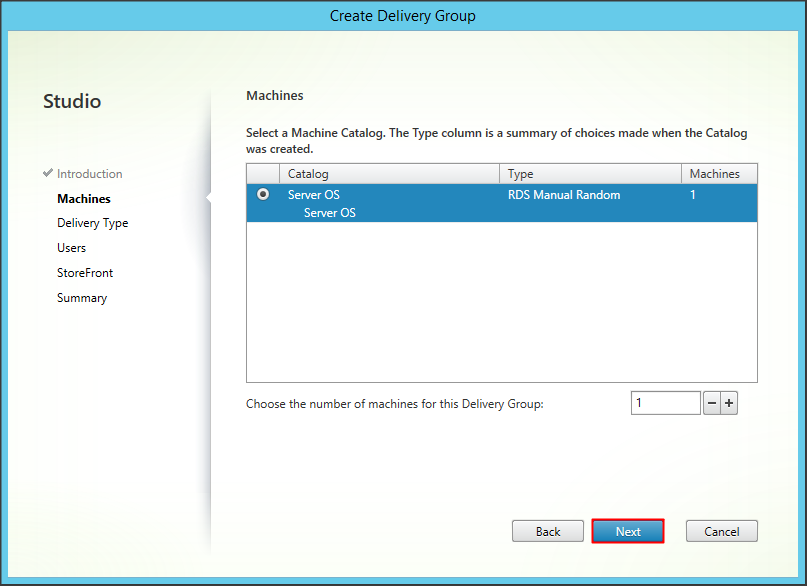 Create Delivery Group
Studio
Introduction
Machines
Delivery Type
Users
StoreFront
Summary
Machines
Select a Machine Catalog. The Type column is a summary of choices made when the Catalog
was created.
Catalog Type Machines
Server OS RDS Manual Random 1
Server OS
Choose the number of machines for this Delivery Group: 1 − +
Back Next Cancel